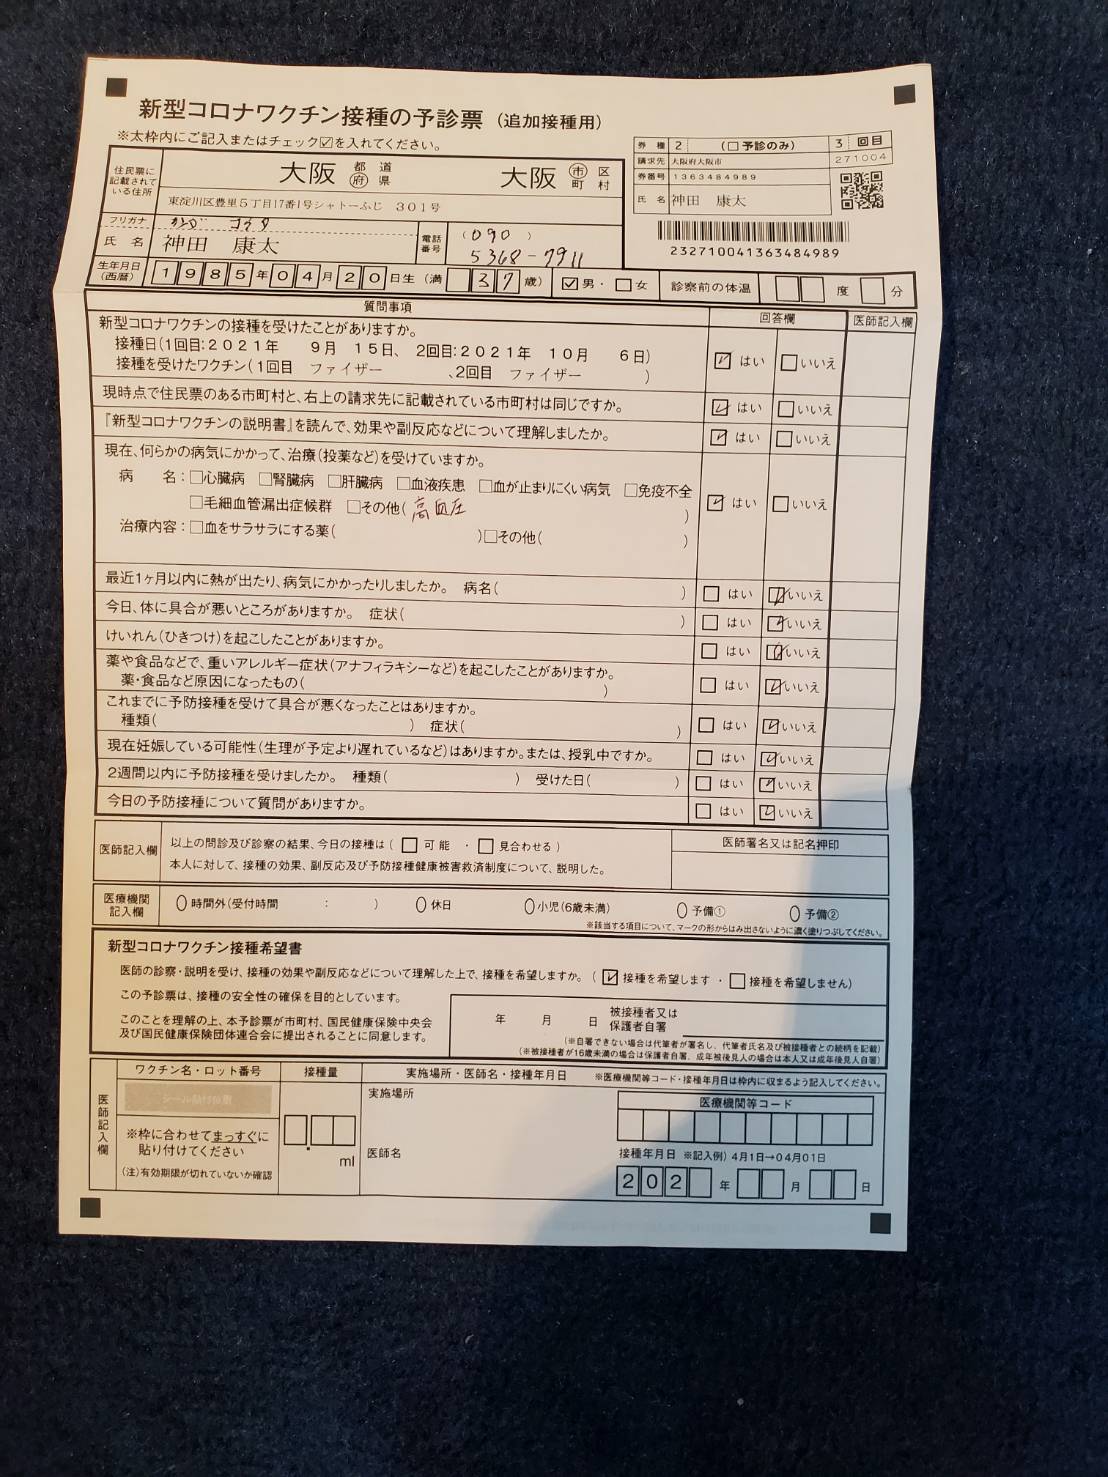 新型コロナワクチン接種の予診票（追加接種用）
※太枠内にご記入またはチェック☑を入れてください。
券種 2 （□予診のみ） 3 回目
請求先 大阪府大阪市 271004
券番号 1363484989
氏名 神田 康太
232710041363484989
住民票に記載されている住所
大阪 都道府県 大阪 市区町村
東淀川区豊里５丁目17番1号シャトーふじ ３０１号
フリガナ カンダ コウタ
氏名 神田 康太
電話番号 (090) 5368-7911
生年月日（西暦） 1985年04月20日生（満 37歳） ☑男・□女 診察前の体温 度 分
質問事項 回答欄 医師記入欄
新型コロナワクチンの接種を受けたことがありますか。
接種日(1回目:2021年 9月 15日、 2回目:2021年 10月 6日)
接種を受けたワクチン(1回目 ファイザー 、2回目 ファイザー ) ☑はい □いいえ
現時点で住民票のある市町村と、右上の請求先に記載されている市町村は同じですか。 ☑はい □いいえ
『新型コロナワクチンの説明書』を読んで、効果や副反応などについて理解しましたか。 ☑はい □いいえ
現在、何らかの病気にかかって、治療(投薬など)を受けていますか。
病 名：□心臓病 □腎臓病 □肝臓病 □血液疾患 □血が止まりにくい病気 □免疫不全
□毛細血管漏出症候群 □その他( 高血圧 ) ☑はい □いいえ
治療内容：□血をサラサラにする薬( )□その他( )
最近1ヶ月以内に熱が出たり、病気にかかったりしましたか。 病名( ) □はい ☑いいえ
今日、体に具合が悪いところがありますか。 症状( ) □はい ☑いいえ
けいれん(ひきつけ)を起こしたことがありますか。 □はい ☑いいえ
薬や食品などで、重いアレルギー症状(アナフィラキシーなど)を起こしたことがありますか。
薬・食品など原因になったもの( ) □はい ☑いいえ
これまでに予防接種を受けて具合が悪くなったことはありますか。
種類( ) 症状( ) □はい ☑いいえ
現在妊娠している可能性(生理が予定より遅れているなど)はありますか。または、授乳中ですか。 □はい ☑いいえ
2週間以内に予防接種を受けましたか。 種類( ) 受けた日( ) □はい ☑いいえ
今日の予防接種について質問がありますか。 □はい ☑いいえ
医師記入欄
以上の問診及び診察の結果、今日の接種は（ □ 可能 ・ □ 見合わせる ）
本人に対して、接種の効果、副反応及び予防接種健康被害救済制度について、説明した。
医師署名又は記名押印
医療機関記入欄
時間外(受付時間 : ) 休日 小児(6歳未満) 予備① 予備②
※該当する項目について、マークの形からはみ出さないように濃く塗りつぶしてください。
新型コロナワクチン接種希望書
医師の診察・説明を受け、接種の効果や副反応などについて理解した上で、接種を希望しますか。（ ☑接種を希望します ・ □接種を希望しません）
この予診票は、接種の安全性の確保を目的としています。
このことを理解の上、本予診票が市町村、国民健康保険中央会
及び国民健康保険団体連合会に提出されることに同意します。
年 月 日 被接種者又は保護者自署
(※自署できない場合は代筆者が署名し、代筆者氏名及び被接種者との続柄を記載)
(※被接種者が16歳未満の場合は保護者自署、成年被後見人の場合は本人又は成年後見人自署)
医師記入欄
ワクチン名・ロット番号 接種量 実施場所・医師名・接種年月日 ※医療機関等コード・接種年月日は枠内に収まるよう記入してください。
シール貼付位置
※枠に合わせてまっすぐに
貼り付けてください
(注)有効期限が切れていないか確認
ml
実施場所
医師名
医療機関等コード
接種年月日 ※記入例) 4月1日→04月01日
202 年 月 日